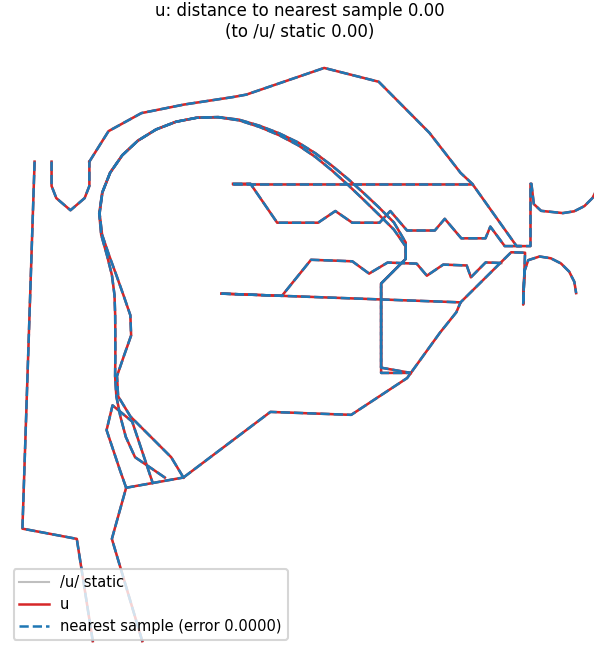 u: distance to nearest sample 0.00
(to /u/ static 0.00)
/u/ static
u
nearest sample (error 0.0000)